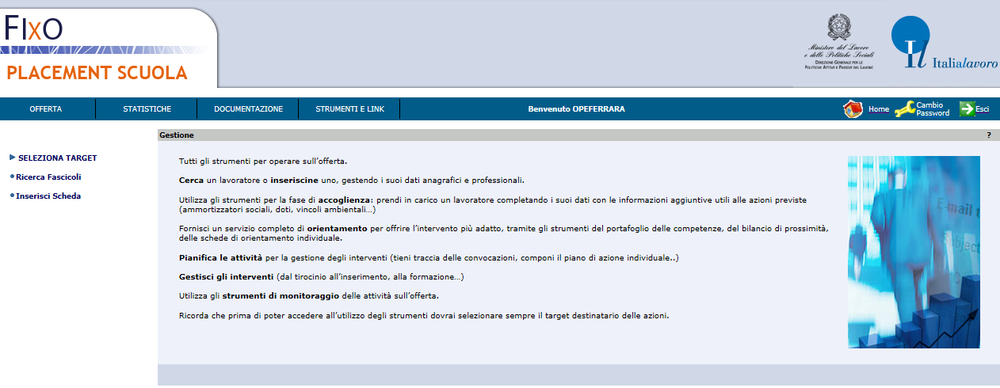 FIxO
PLACEMENT SCUOLA
Ministero del Lavoro
e delle Politiche Sociali
DIREZIONE GENERALE PER LE
POLITICHE ATTIVE E PASSIVE DEL LAVORO
Il Italialavoro
OFFERTA STATISTICHE DOCUMENTAZIONE STRUMENTI E LINK Benvenuto OPEFERRARA Home Cambio Password Esci
SELEZIONA TARGET
Ricerca Fascicoli
Inserisci Scheda
Gestione ?
Tutti gli strumenti per operare sull'offerta.
Cerca un lavoratore o inseriscine uno, gestendo i suoi dati anagrafici e professionali.
Utilizza gli strumenti per la fase di accoglienza: prendi in carico un lavoratore completando i suoi dati con le informazioni aggiuntive utili alle azioni previste
(ammortizzatori sociali, doti, vincoli ambientali...)
Fornisci un servizio completo di orientamento per offrire l'intervento più adatto, tramite gli strumenti del portafoglio delle competenze, del bilancio di prossimità,
delle schede di orientamento individuale.
Pianifica le attività per la gestione degli interventi (tieni traccia delle convocazioni, componi il piano di azione individuale..)
Gestisci gli interventi (dal tirocinio all'inserimento, alla formazione...)
Utilizza gli strumenti di monitoraggio delle attività sull'offerta.
Ricorda che prima di poter accedere all'utilizzo degli strumenti dovrai selezionare sempre il target destinatario delle azioni.
E-mail t
Subject